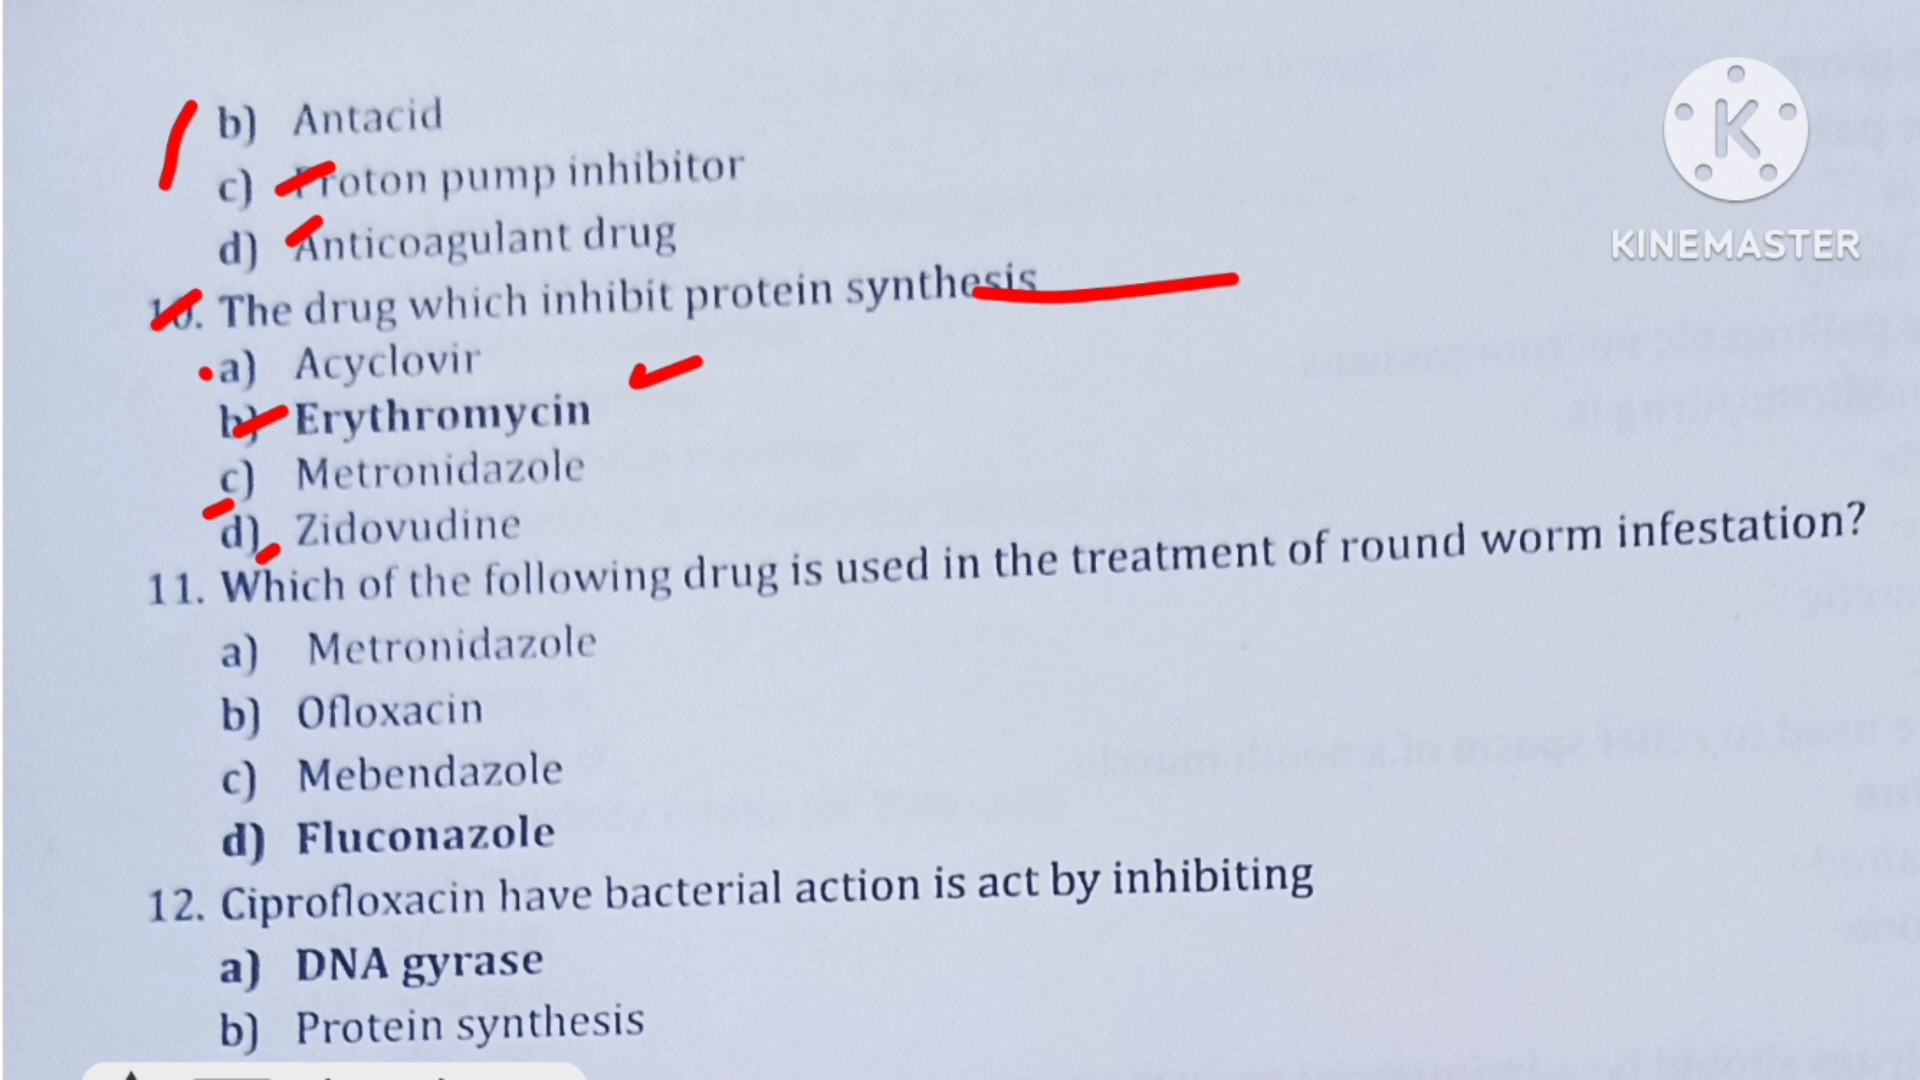 b) Antacid
c) Proton pump inhibitor
d) Anticoagulant drug
10. The drug which inhibit protein synthesis
a) Acyclovir
b) Erythromycin
c) Metronidazole
d) Zidovudine
11. Which of the following drug is used in the treatment of round worm infestation?
a) Metronidazole
b) Ofloxacin
c) Mebendazole
d) Fluconazole
12. Ciprofloxacin have bacterial action is act by inhibiting
a) DNA gyrase
b) Protein synthesis
K
KINEMASTER